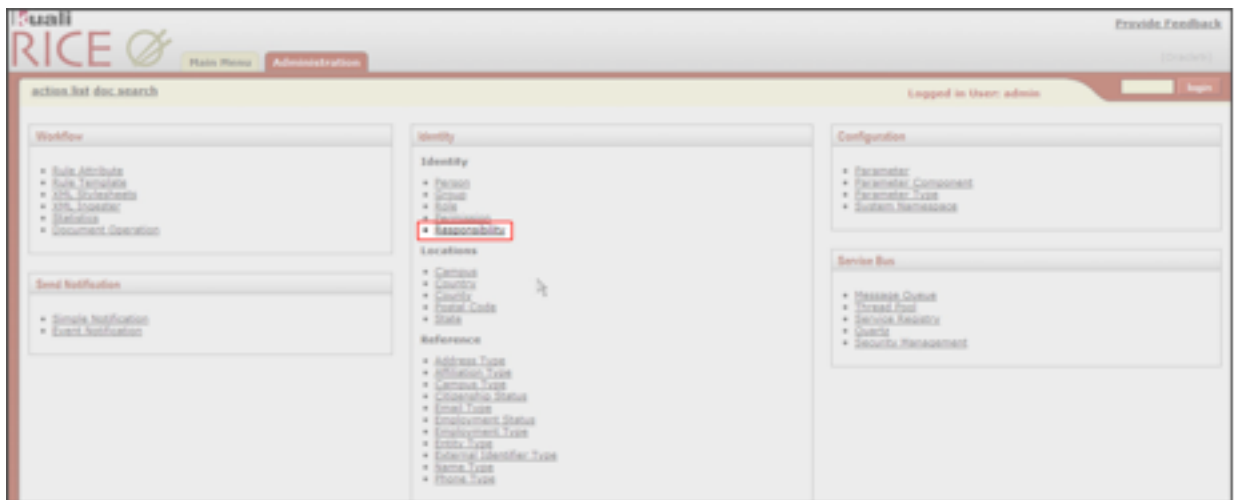 Kuali
RICE
Provide Feedback
Main Menu
Administration
action list doc search
Logged in User: admin
login
Workflow
Rule Attribute
Rule Template
XML Stylesheets
XML Ingester
Statistics
Document Operation
Send Notification
Simple Notification
Event Notification
Identity
Identity
Person
Group
Role
Permission
Responsibility
Locations
Campus
Country
County
Postal Code
State
Reference
Address Type
Affiliation Type
Campus Type
Citizenship Status
Email Type
Employment Status
Employment Type
Entity Type
External Identifier Type
Name Type
Phone Type
Configuration
Parameter
Parameter Component
Parameter Type
System Namespace
Service Bus
Message Queue
Thread Pool
Service Registry
Quartz
Security Management